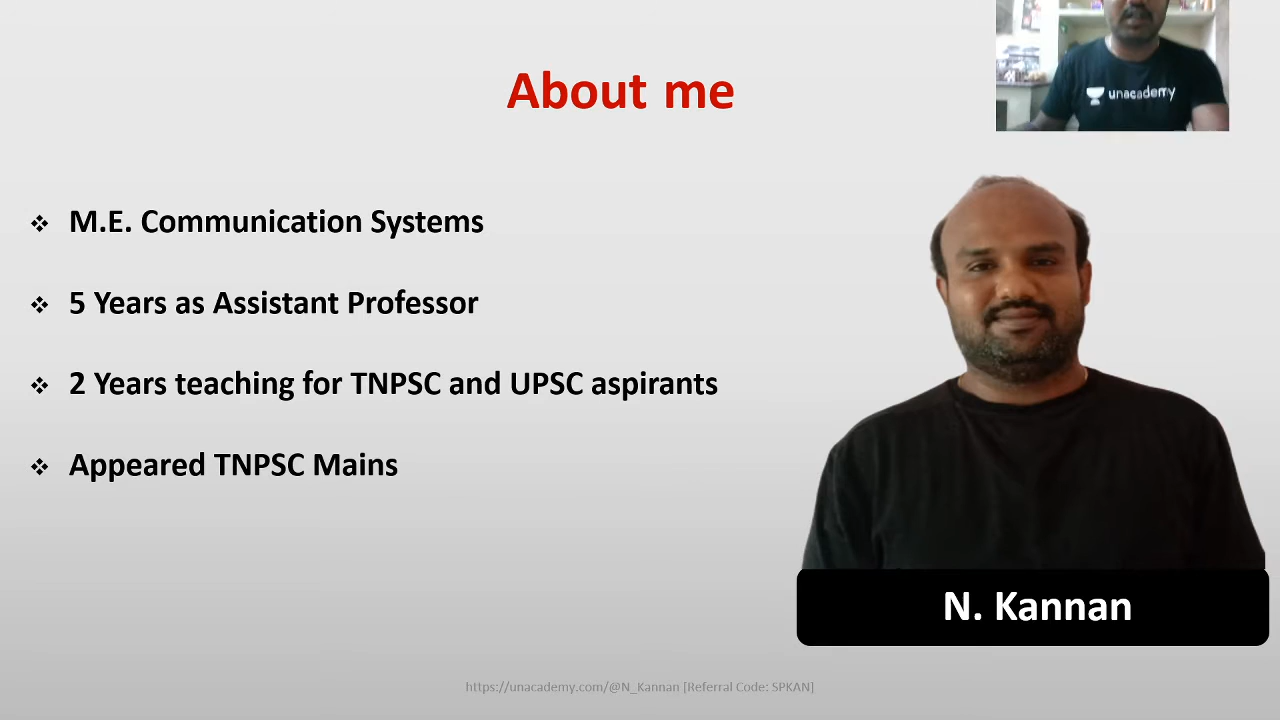 unacademy
About me
M.E. Communication Systems
5 Years as Assistant Professor
2 Years teaching for TNPSC and UPSC aspirants
Appeared TNPSC Mains
N. Kannan
https://unacademy.com/@N_Kannan [Referral Code: SPKAN]